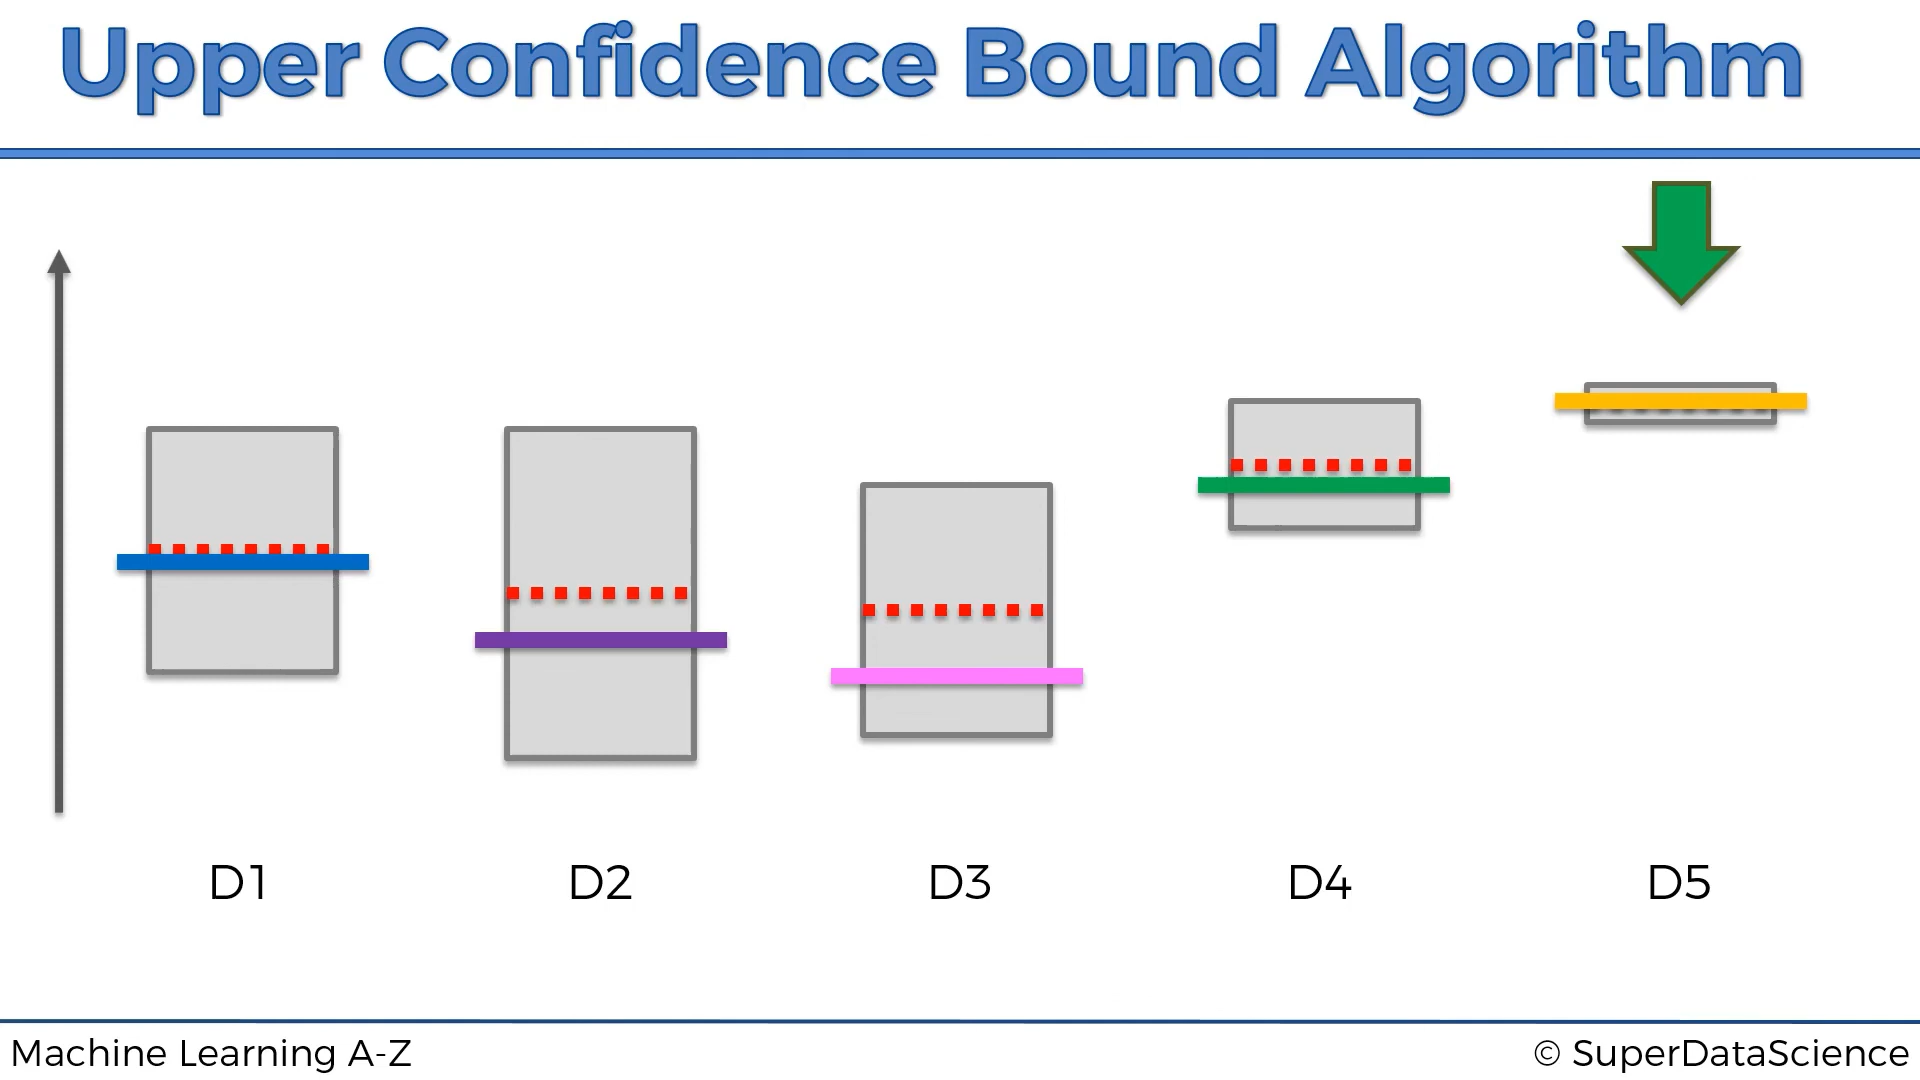 Upper Confidence Bound Algorithm
D1
D2
D3
D4
D5
Machine Learning A-Z
© SuperDataScience